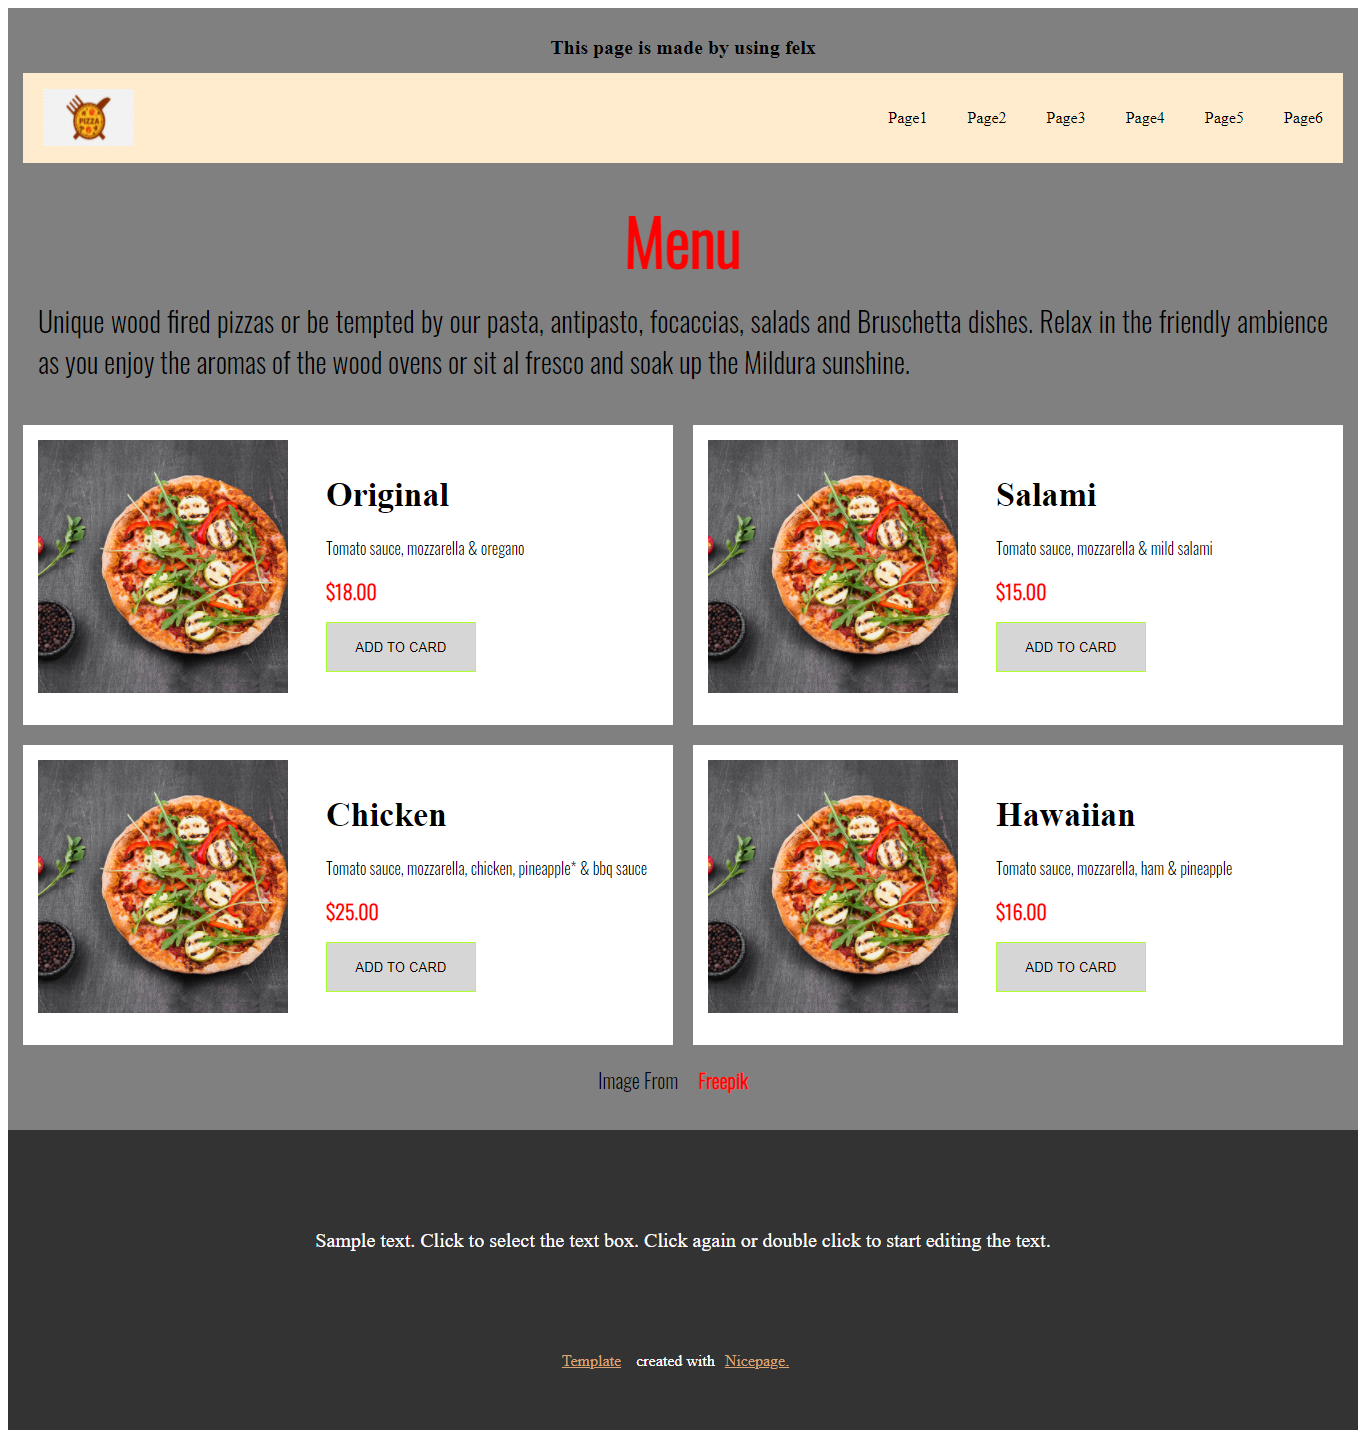 This page is made by using felx
PIZZA
Page1 Page2 Page3 Page4 Page5 Page6
Menu
Unique wood fired pizzas or be tempted by our pasta, antipasto, focaccias, salads and Bruschetta dishes. Relax in the friendly ambience
as you enjoy the aromas of the wood ovens or sit al fresco and soak up the Mildura sunshine.
Original
Tomato sauce, mozzarella & oregano
$18.00
ADD TO CARD
Salami
Tomato sauce, mozzarella & mild salami
$15.00
ADD TO CARD
Chicken
Tomato sauce, mozzarella, chicken, pineapple* & bbq sauce
$25.00
ADD TO CARD
Hawaiian
Tomato sauce, mozzarella, ham & pineapple
$16.00
ADD TO CARD
Image From Freepik
Sample text. Click to select the text box. Click again or double click to start editing the text.
Template created with Nicepage.